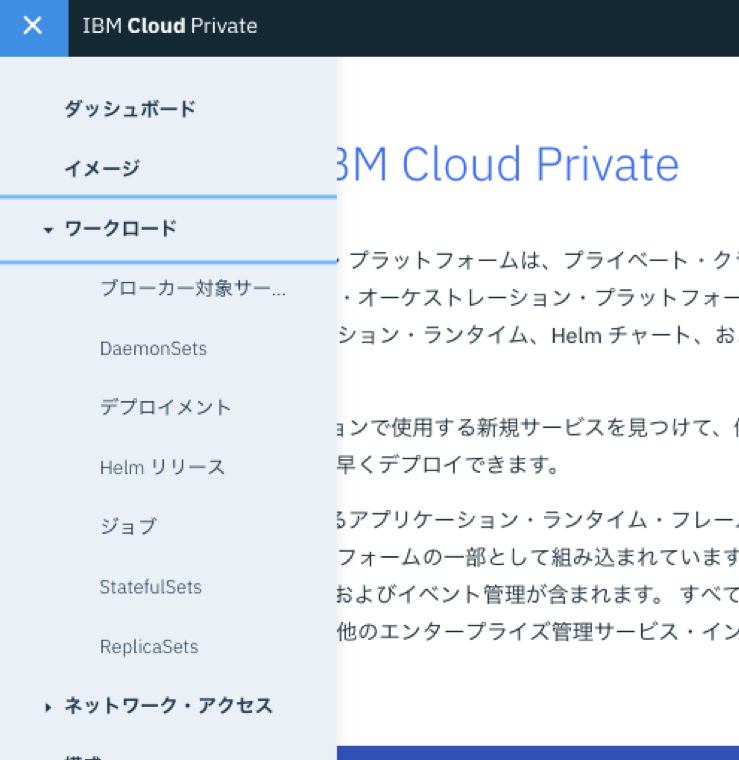 IBM Cloud Private
ダッシュボード
イメージ
ワークロード
ブローカー対象サー...
DaemonSets
デプロイメント
Helm リリース
ジョブ
StatefulSets
ReplicaSets
ネットワーク・アクセス
BM Cloud Private
・プラットフォームは、プライベート・ク
・オーケストレーション・プラットフォー
ション・ランタイム、Helm チャート、お
ョンで使用する新規サービスを見つけて、
早くデプロイできます。
るアプリケーション・ランタイム・フレー
フォームの一部として組み込まれています
およびイベント管理が含まれます。 すべて
他のエンタープライズ管理サービス・イン